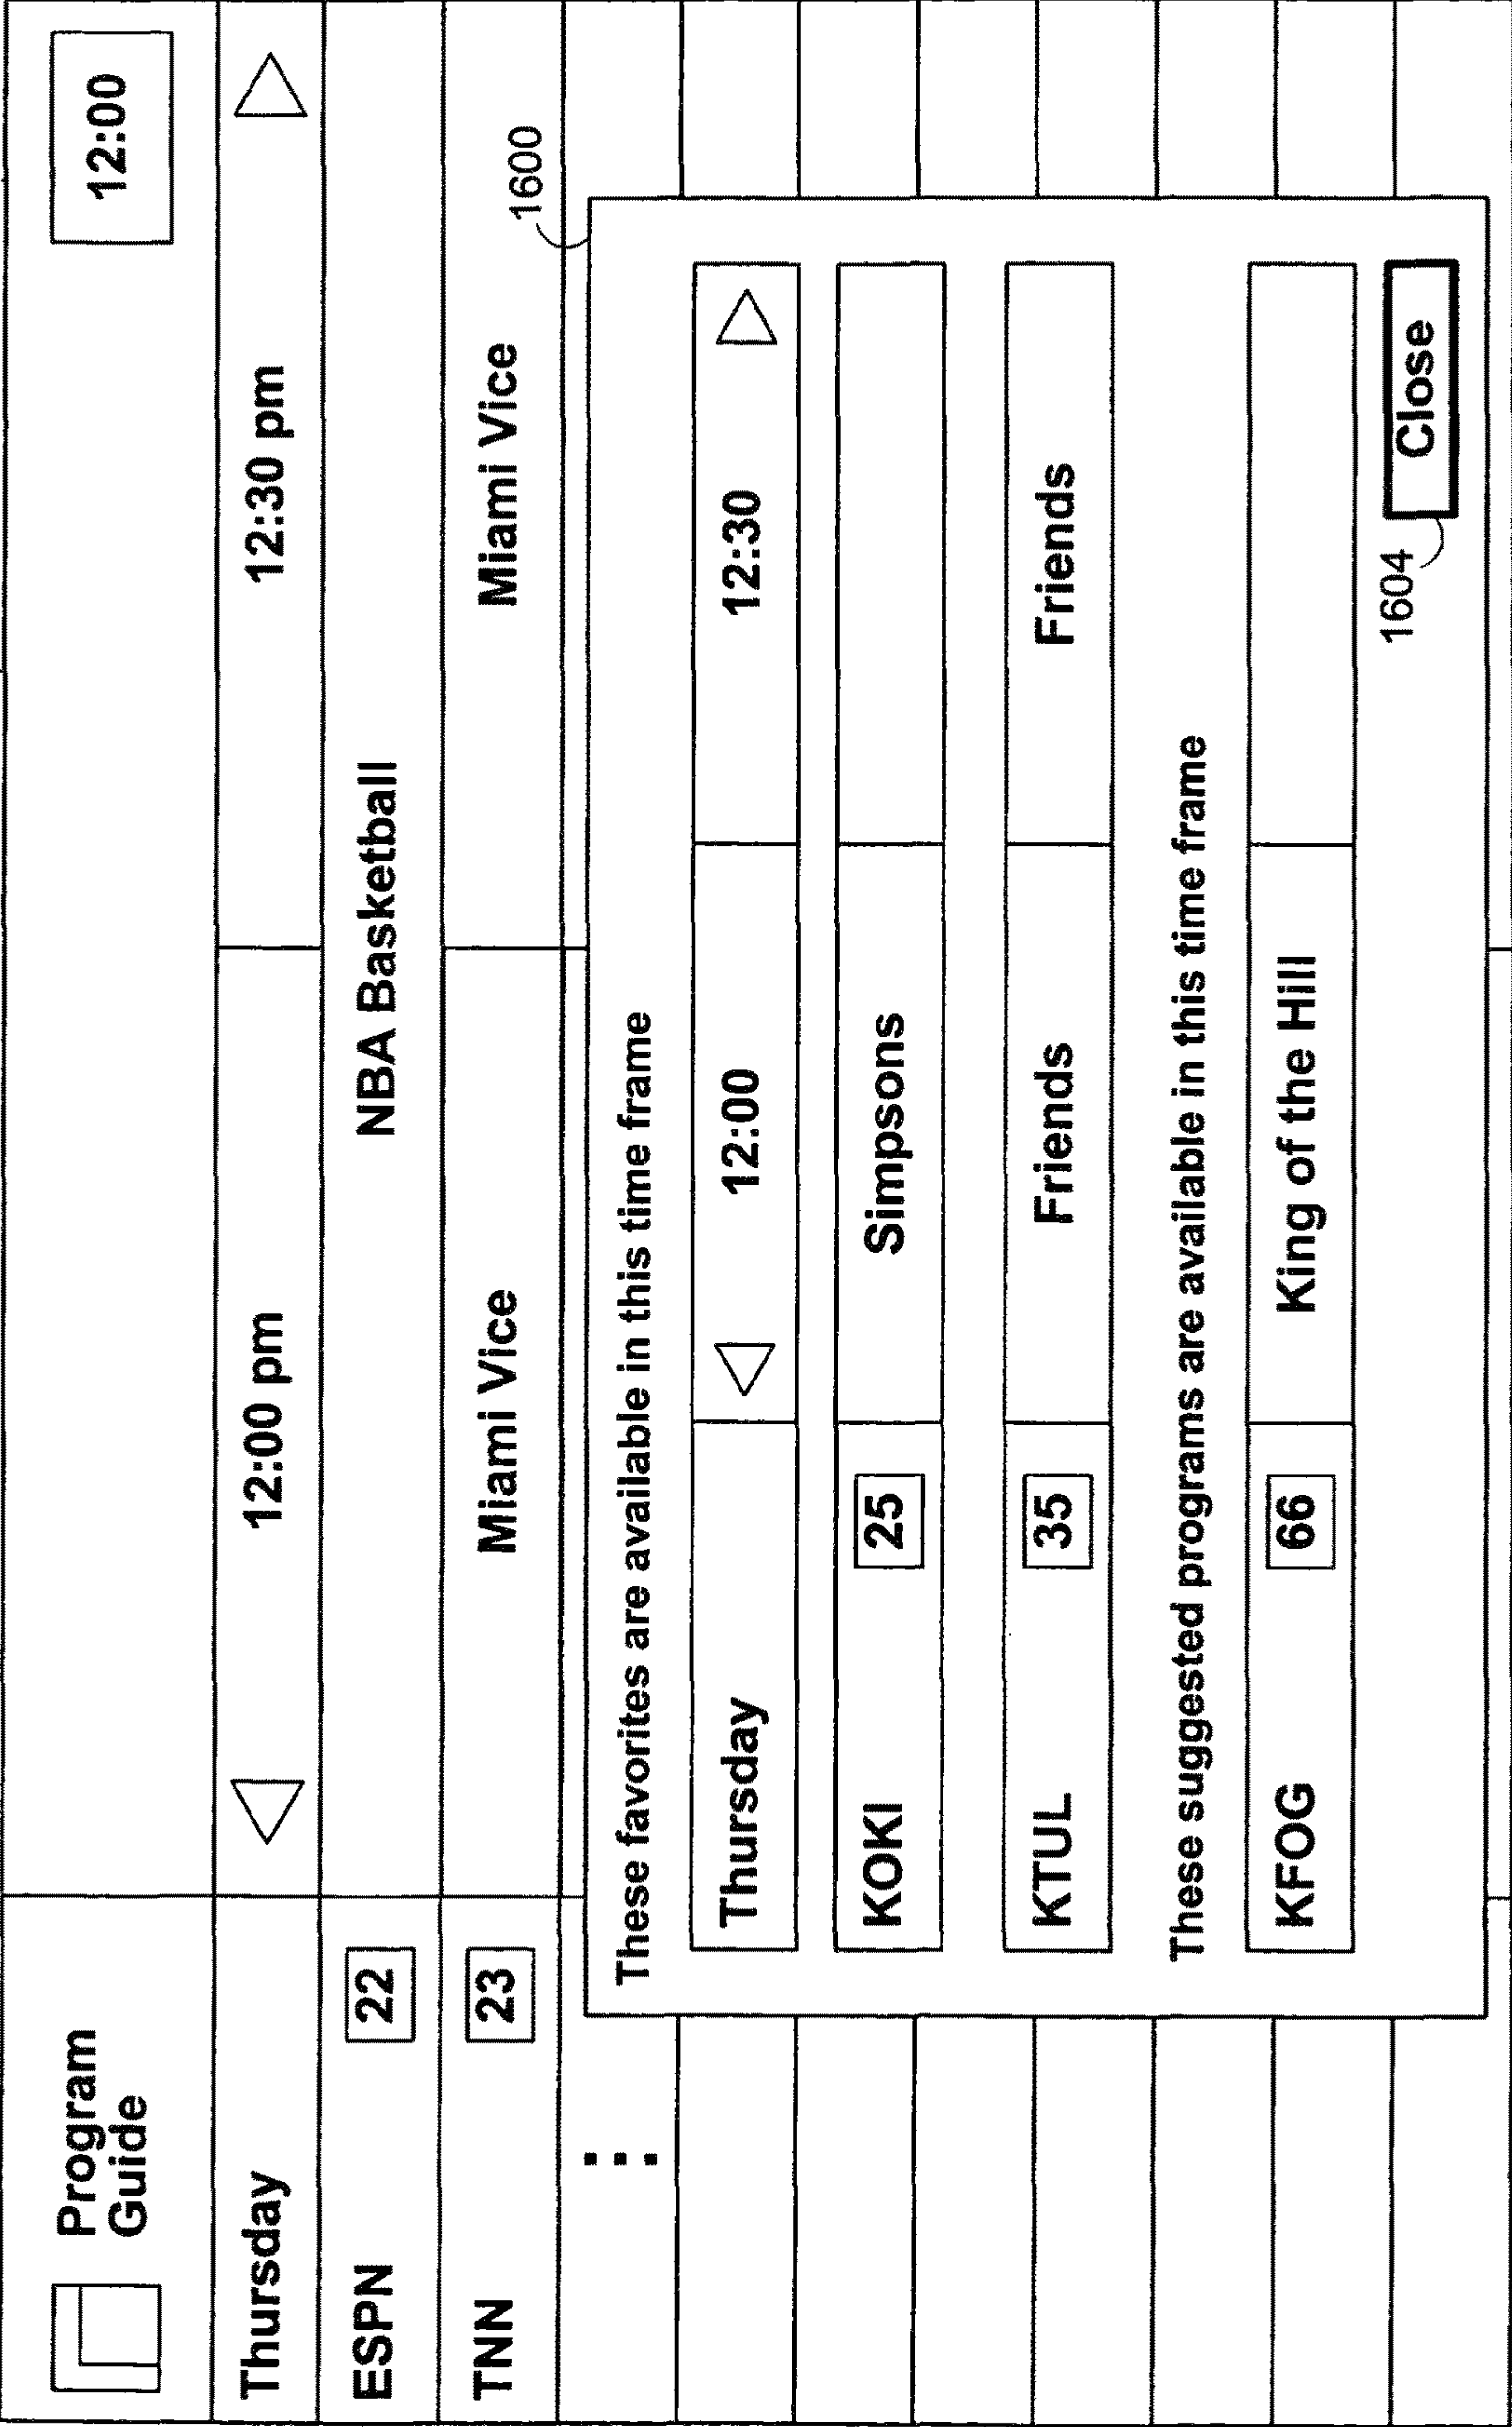 Program
Guide
12:00
Thursday 12:00 pm 12:30 pm
ESPN 22 NBA Basketball
TNN 23 Miami Vice Miami Vice
1600
These favorites are available in this time frame
Thursday 12:00 12:30
KOKI 25 Simpsons
KTUL 35 Friends Friends
These suggested programs are available in this time frame
KFOG 66 King of the Hill
1604
Close